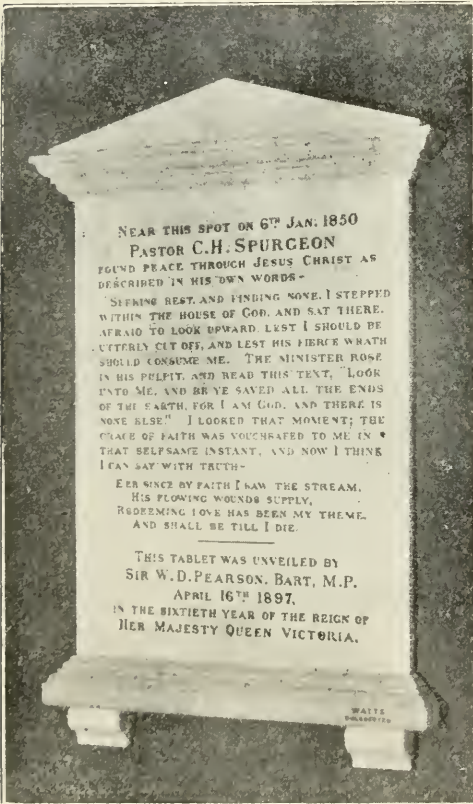 NEAR THIS SPOT ON 6TH JAN: 1850
PASTOR C.H. SPURGEON
FOUND PEACE THROUGH JESUS CHRIST AS
DESCRIBED IN HIS OWN WORDS-
"SEEKING REST, AND FINDING NONE, I STEPPED
WITHIN THE HOUSE OF GOD, AND SAT THERE,
AFRAID TO LOOK UPWARD, LEST I SHOULD BE
UTTERLY CUT OFF, AND LEST HIS FIERCE WRATH
SHOULD CONSUME ME. THE MINISTER ROSE
IN HIS PULPIT, AND READ THIS TEXT, "LOOK
UNTO ME, AND BE YE SAVED ALL THE ENDS
OF THE EARTH, FOR I AM GOD, AND THERE IS
NONE ELSE" I LOOKED THAT MOMENT; THE
GRACE OF FAITH WAS VOUCHSAFED TO ME IN
THAT SELFSAME INSTANT, AND NOW I THINK
I CAN SAY WITH TRUTH-
EER SINCE BY FAITH I SAW THE STREAM,
HIS FLOWING WOUNDS SUPPLY,
REDEEMING LOVE HAS BEEN MY THEME,
AND SHALL BE TILL I DIE.
THIS TABLET WAS UNVEILED BY
SIR W.D. PEARSON, BART, M.P.
APRIL 16TH 1897,
IN THE SIXTIETH YEAR OF THE REIGN OF
HER MAJESTY QUEEN VICTORIA.
WATTS
COLCHESTER